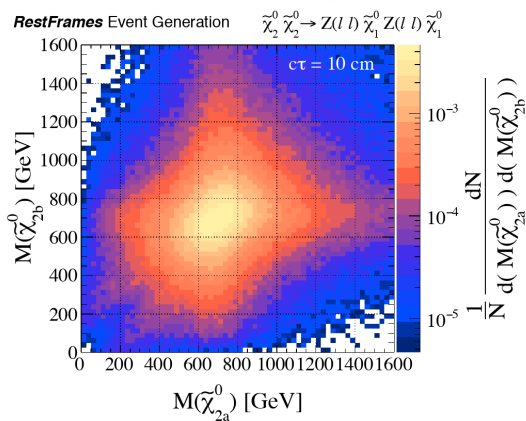 RestFrames Event Generation
χ̃⁰₂ χ̃⁰₂ → Z(l l) χ̃⁰₁ Z(l l) χ̃⁰₁
cτ = 10 cm
M(χ̃⁰₂b) [GeV]
1600
1400
1200
1000
800
600
400
200
0
0 200 400 600 800 1000 1200 1400 1600
M(χ̃⁰₂a) [GeV]
10⁻³
10⁻⁴
10⁻⁵
1/N dN / d( M(χ̃⁰₂a) ) d( M(χ̃⁰₂b) )